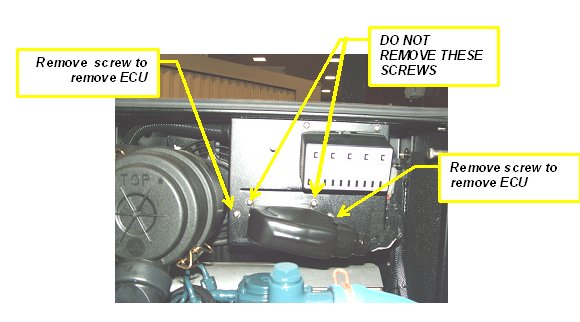 DO NOT
REMOVE THESE
SCREWS
Remove screw to
remove ECU
TOP
Remove screw to
remove ECU